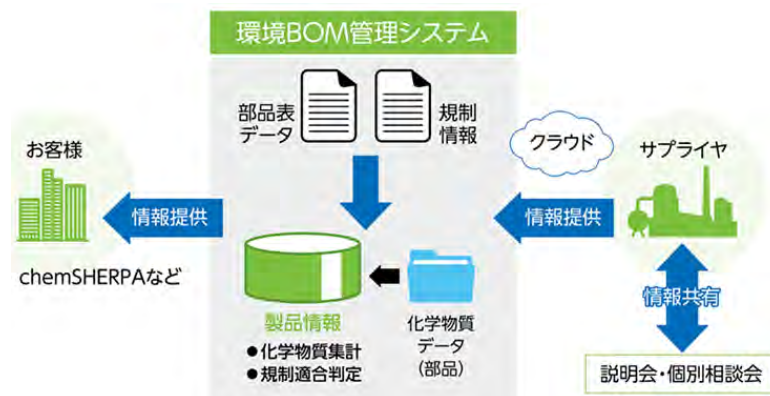 環境BOM管理システム
部品表
データ
規制
情報
お客様
クラウド
サプライヤ
情報提供
情報提供
chemSHERPAなど
製品情報
●化学物質集計
●規制適合判定
化学物質
データ
(部品)
情報共有
説明会・個別相談会